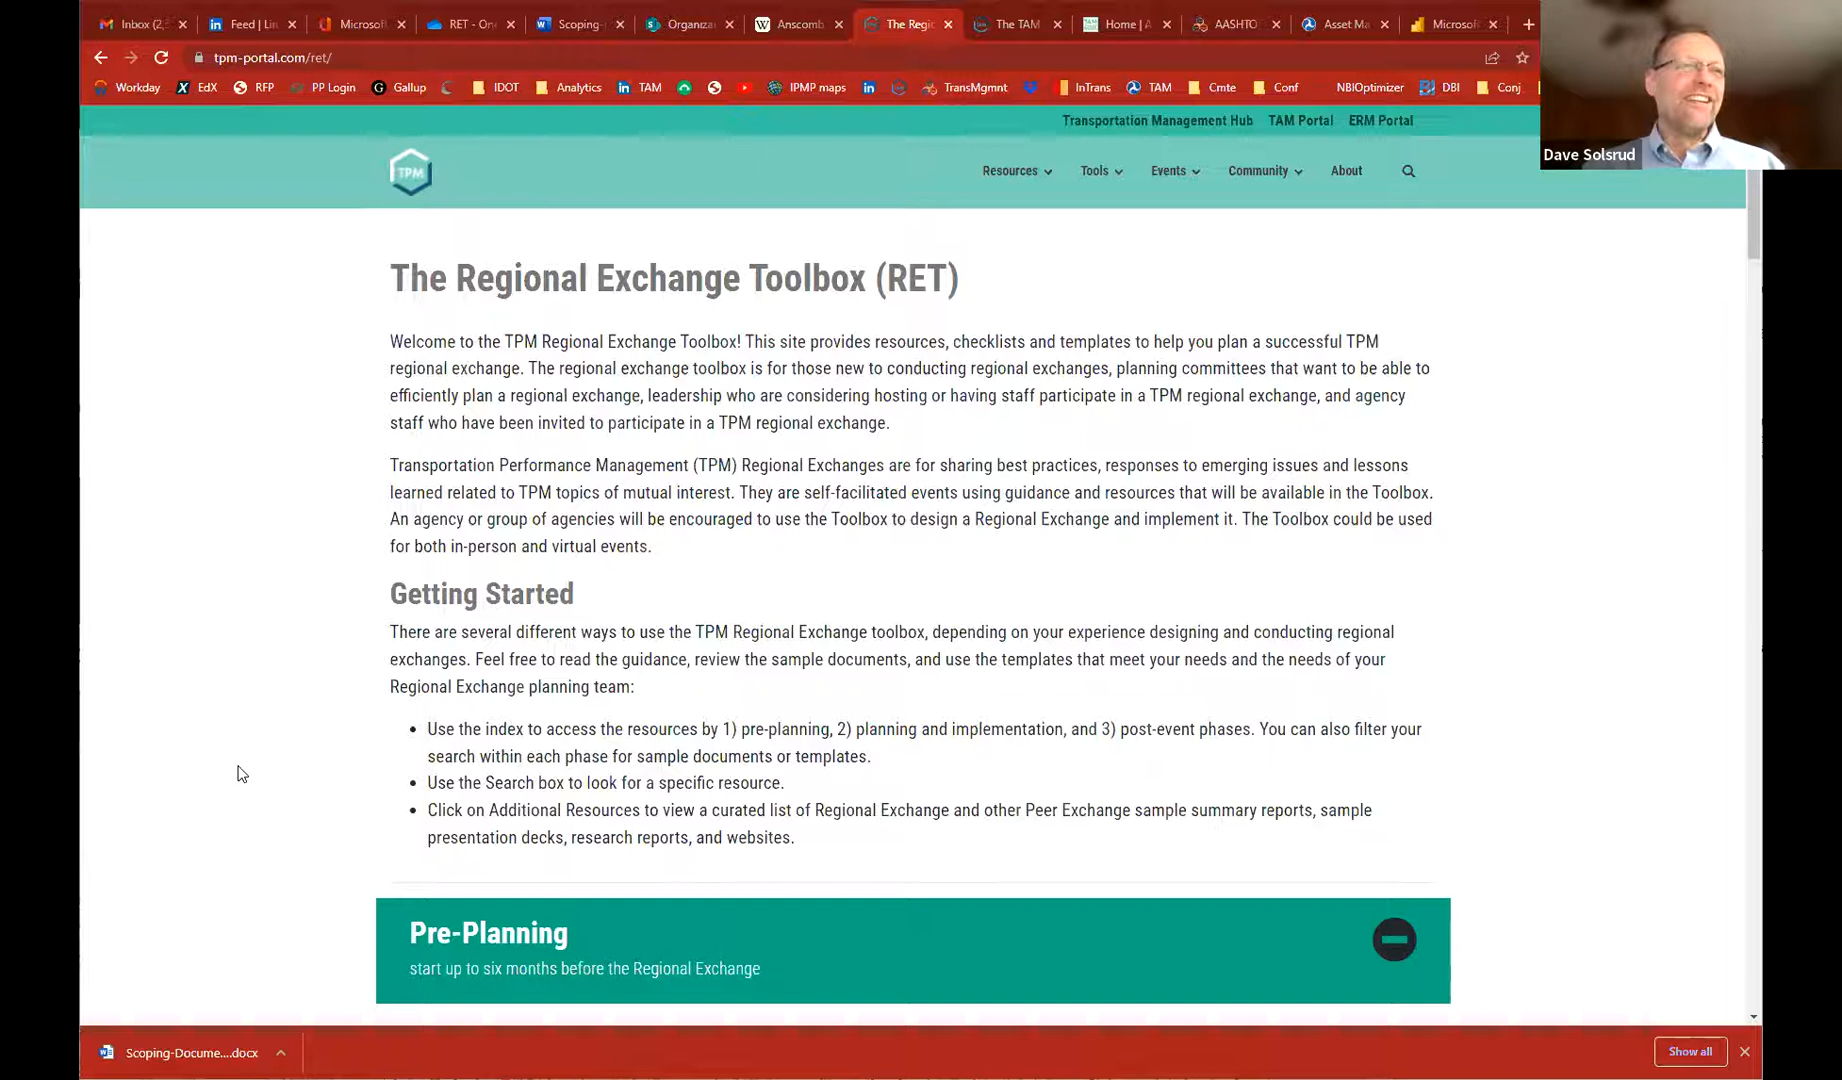 Inbox (2,
Feed | Lin
Microsof
RET - One
Scoping-
Organiza
Anscomb
The Regio
The TAM
Home | A
AASHTO
Asset Ma
Microsof
tpm-portal.com/ret/
Workday
EdX
RFP
PP Login
Gallup
IDOT
Analytics
TAM
IPMP maps
TransMgmnt
InTrans
TAM
Cmte
Conf
NBIOptimizer
DBI
Conj
Dave Solsrud
Transportation Management Hub TAM Portal ERM Portal
TPM
Resources Tools Events Community About
The Regional Exchange Toolbox (RET)
Welcome to the TPM Regional Exchange Toolbox! This site provides resources, checklists and templates to help you plan a successful TPM
regional exchange. The regional exchange toolbox is for those new to conducting regional exchanges, planning committees that want to be able to
efficiently plan a regional exchange, leadership who are considering hosting or having staff participate in a TPM regional exchange, and agency
staff who have been invited to participate in a TPM regional exchange.
Transportation Performance Management (TPM) Regional Exchanges are for sharing best practices, responses to emerging issues and lessons
learned related to TPM topics of mutual interest. They are self-facilitated events using guidance and resources that will be available in the Toolbox.
An agency or group of agencies will be encouraged to use the Toolbox to design a Regional Exchange and implement it. The Toolbox could be used
for both in-person and virtual events.
Getting Started
There are several different ways to use the TPM Regional Exchange toolbox, depending on your experience designing and conducting regional
exchanges. Feel free to read the guidance, review the sample documents, and use the templates that meet your needs and the needs of your
Regional Exchange planning team:
• Use the index to access the resources by 1) pre-planning, 2) planning and implementation, and 3) post-event phases. You can also filter your
search within each phase for sample documents or templates.
• Use the Search box to look for a specific resource.
• Click on Additional Resources to view a curated list of Regional Exchange and other Peer Exchange sample summary reports, sample
presentation decks, research reports, and websites.
Pre-Planning
start up to six months before the Regional Exchange
Scoping-Docume....docx
Show all